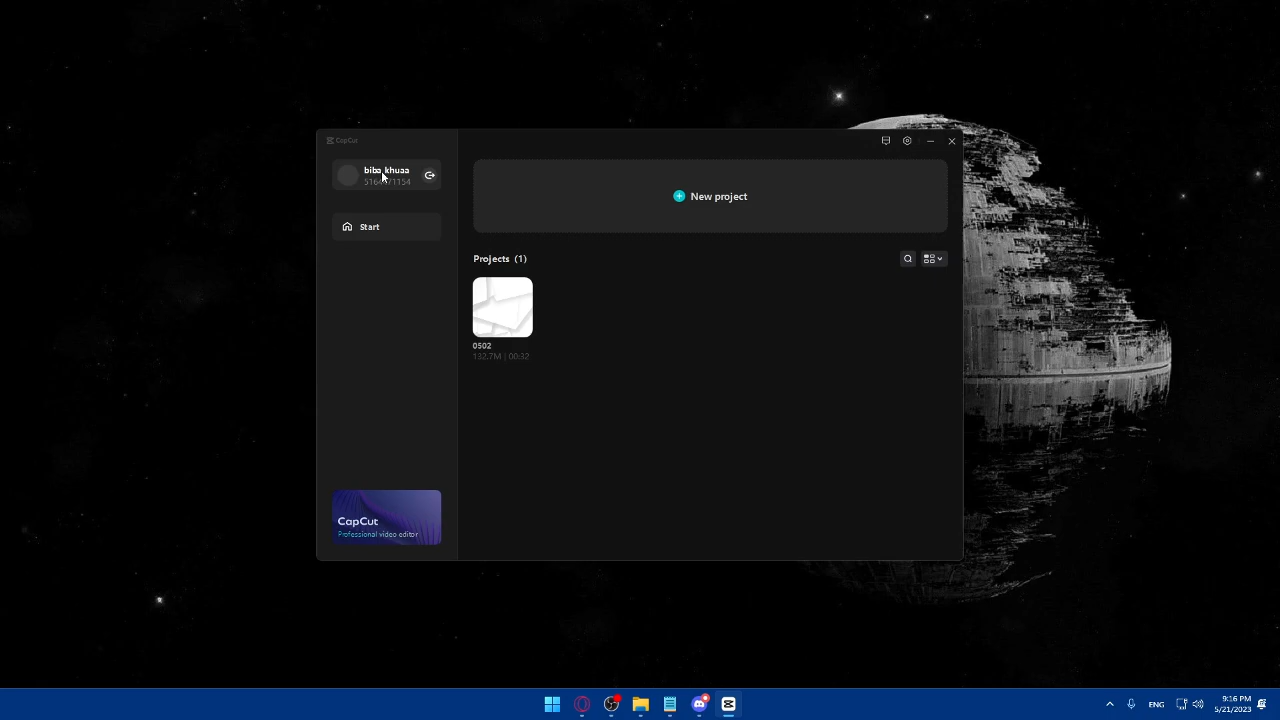 CapCut
biba khuaa
Start
New project
Projects (1)
0502
132.7M | 00:32
CapCut
Professional video editor
ENG
9:16 PM
5/21/2023